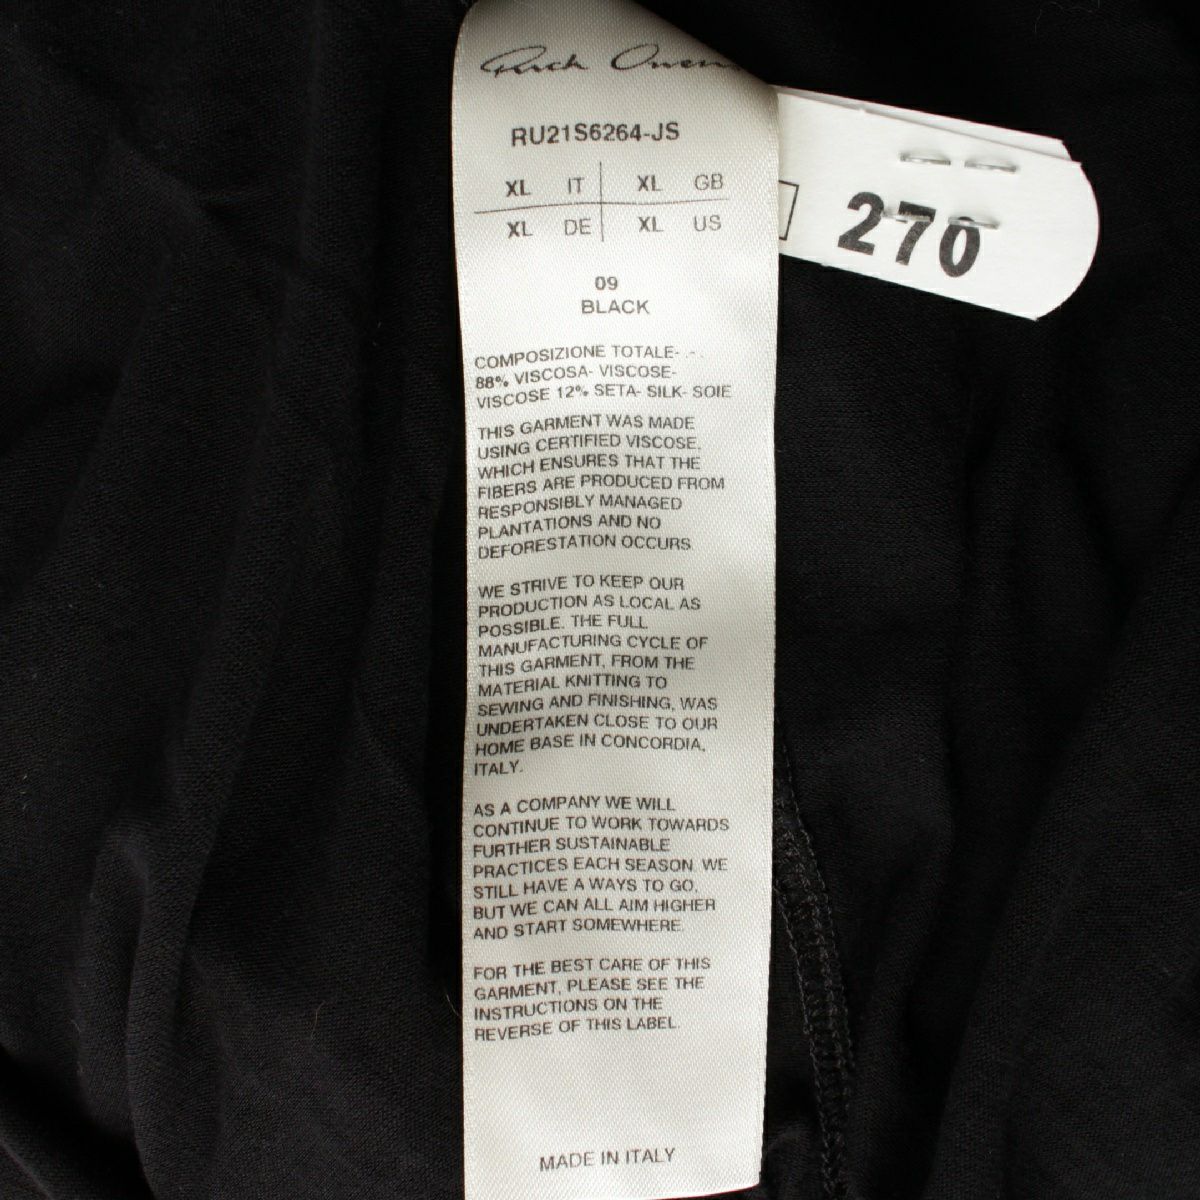 Rick Owens
RU21S6264-JS
XL IT XL GB
XL DE XL US
270
09
BLACK
COMPOSIZIONE TOTALE- .-.
88% VISCOSA- VISCOSE-
VISCOSE 12% SETA- SILK- SOIE
THIS GARMENT WAS MADE
USING CERTIFIED VISCOSE,
WHICH ENSURES THAT THE
FIBERS ARE PRODUCED FROM
RESPONSIBLY MANAGED
PLANTATIONS AND NO
DEFORESTATION OCCURS
WE STRIVE TO KEEP OUR
PRODUCTION AS LOCAL AS
POSSIBLE. THE FULL
MANUFACTURING CYCLE OF
THIS GARMENT, FROM THE
MATERIAL KNITTING TO
SEWING AND FINISHING, WAS
UNDERTAKEN CLOSE TO OUR
HOME BASE IN CONCORDIA,
ITALY.
AS A COMPANY WE WILL
CONTINUE TO WORK TOWARDS
FURTHER SUSTAINABLE
PRACTICES EACH SEASON. WE
STILL HAVE A WAYS TO GO,
BUT WE CAN ALL AIM HIGHER
AND START SOMEWHERE.
FOR THE BEST CARE OF THIS
GARMENT, PLEASE SEE THE
INSTRUCTIONS ON THE
REVERSE OF THIS LABEL.
MADE IN ITALY